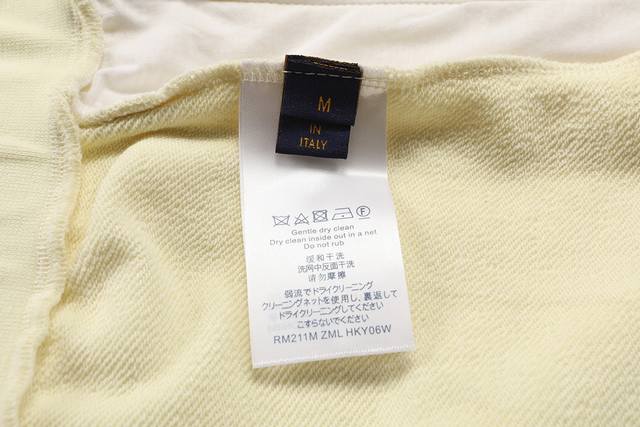 M
IN
ITALY
F
Gentle dry clean
Dry clean inside out in a net
Do not rub
缓和干洗
洗网中反面干洗
请勿摩擦
弱流でドライクリーニング
クリーニングネットを使用し、裏返して
ドライクリーニングしてください
こすらないでください
RM211M ZML HKY06W